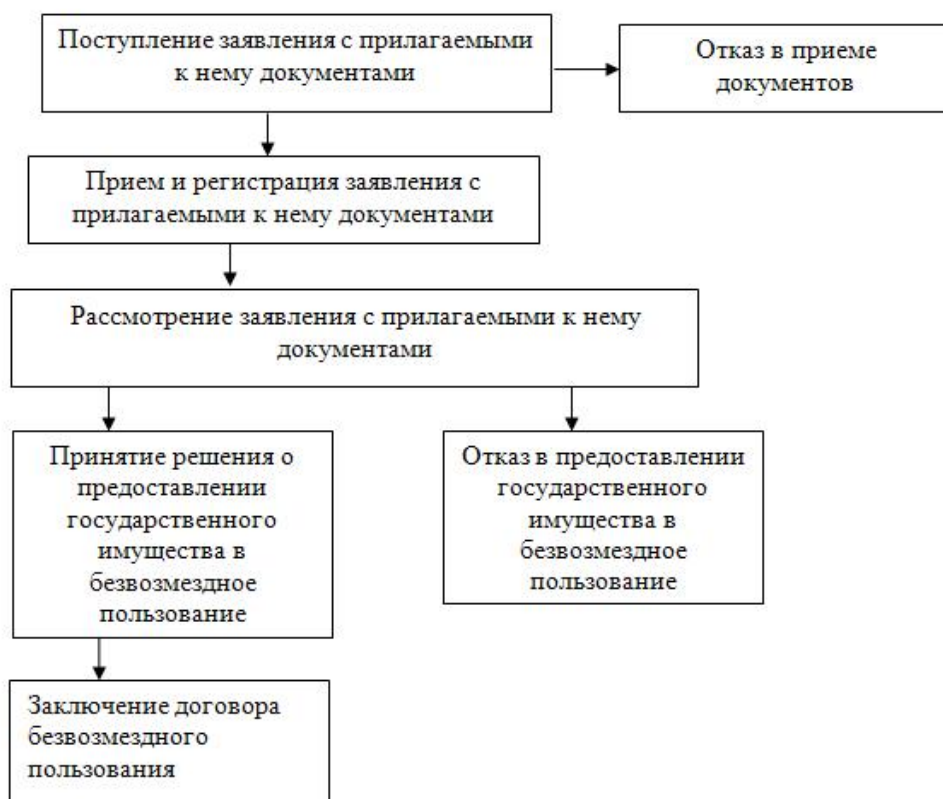 Поступление заявления с прилагаемыми
к нему документами
Отказ в приеме
документов
Прием и регистрация заявления с
прилагаемыми к нему документами
Рассмотрение заявления с прилагаемыми к нему
документами
Принятие решения о
предоставлении
государственного
имущества в
безвозмездное
пользование
Отказ в предоставлении
государственного
имущества в
безвозмездное
пользование
Заключение договора
безвозмездного
пользования